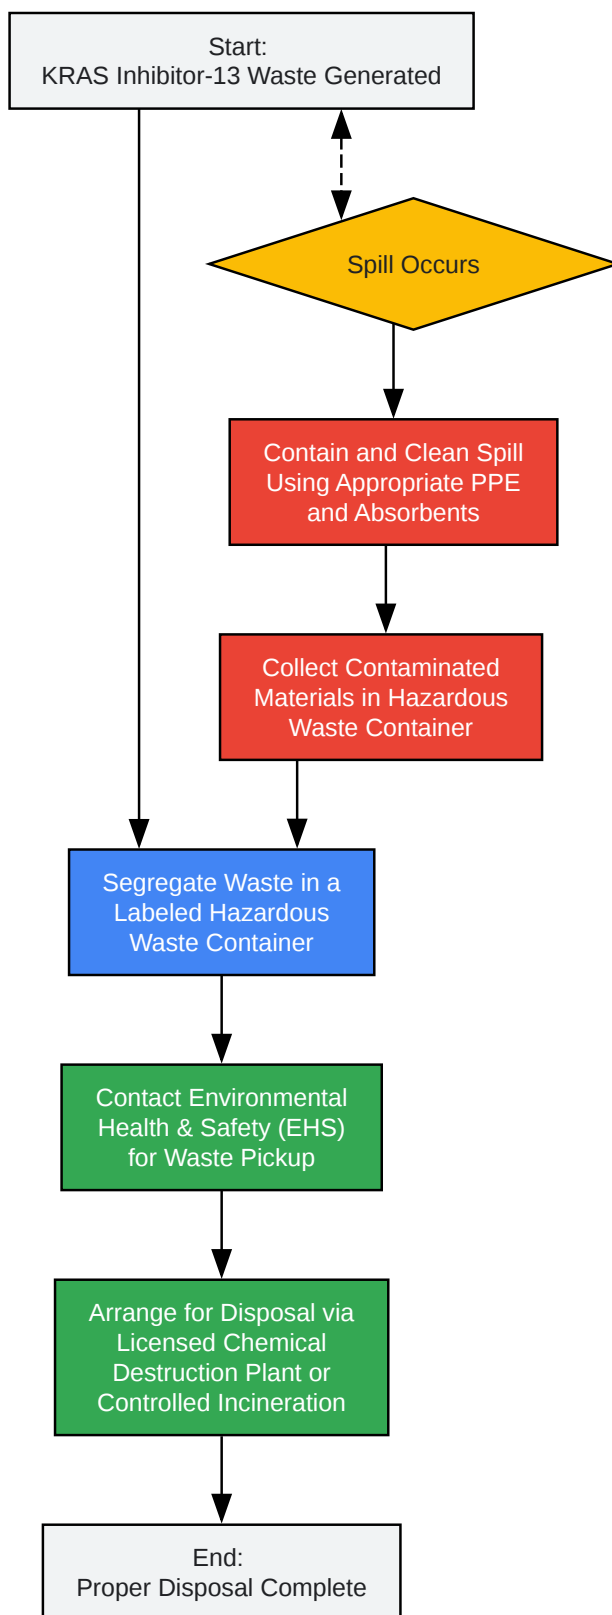 Start:
KRAS Inhibitor-13 Waste Generated
Spill Occurs
Contain and Clean Spill
Using Appropriate PPE
and Absorbents
Collect Contaminated
Materials in Hazardous
Waste Container
Segregate Waste in a
Labeled Hazardous
Waste Container
Contact Environmental
Health & Safety (EHS)
for Waste Pickup
Arrange for Disposal via
Licensed Chemical
Destruction Plant or
Controlled Incineration
End:
Proper Disposal Complete